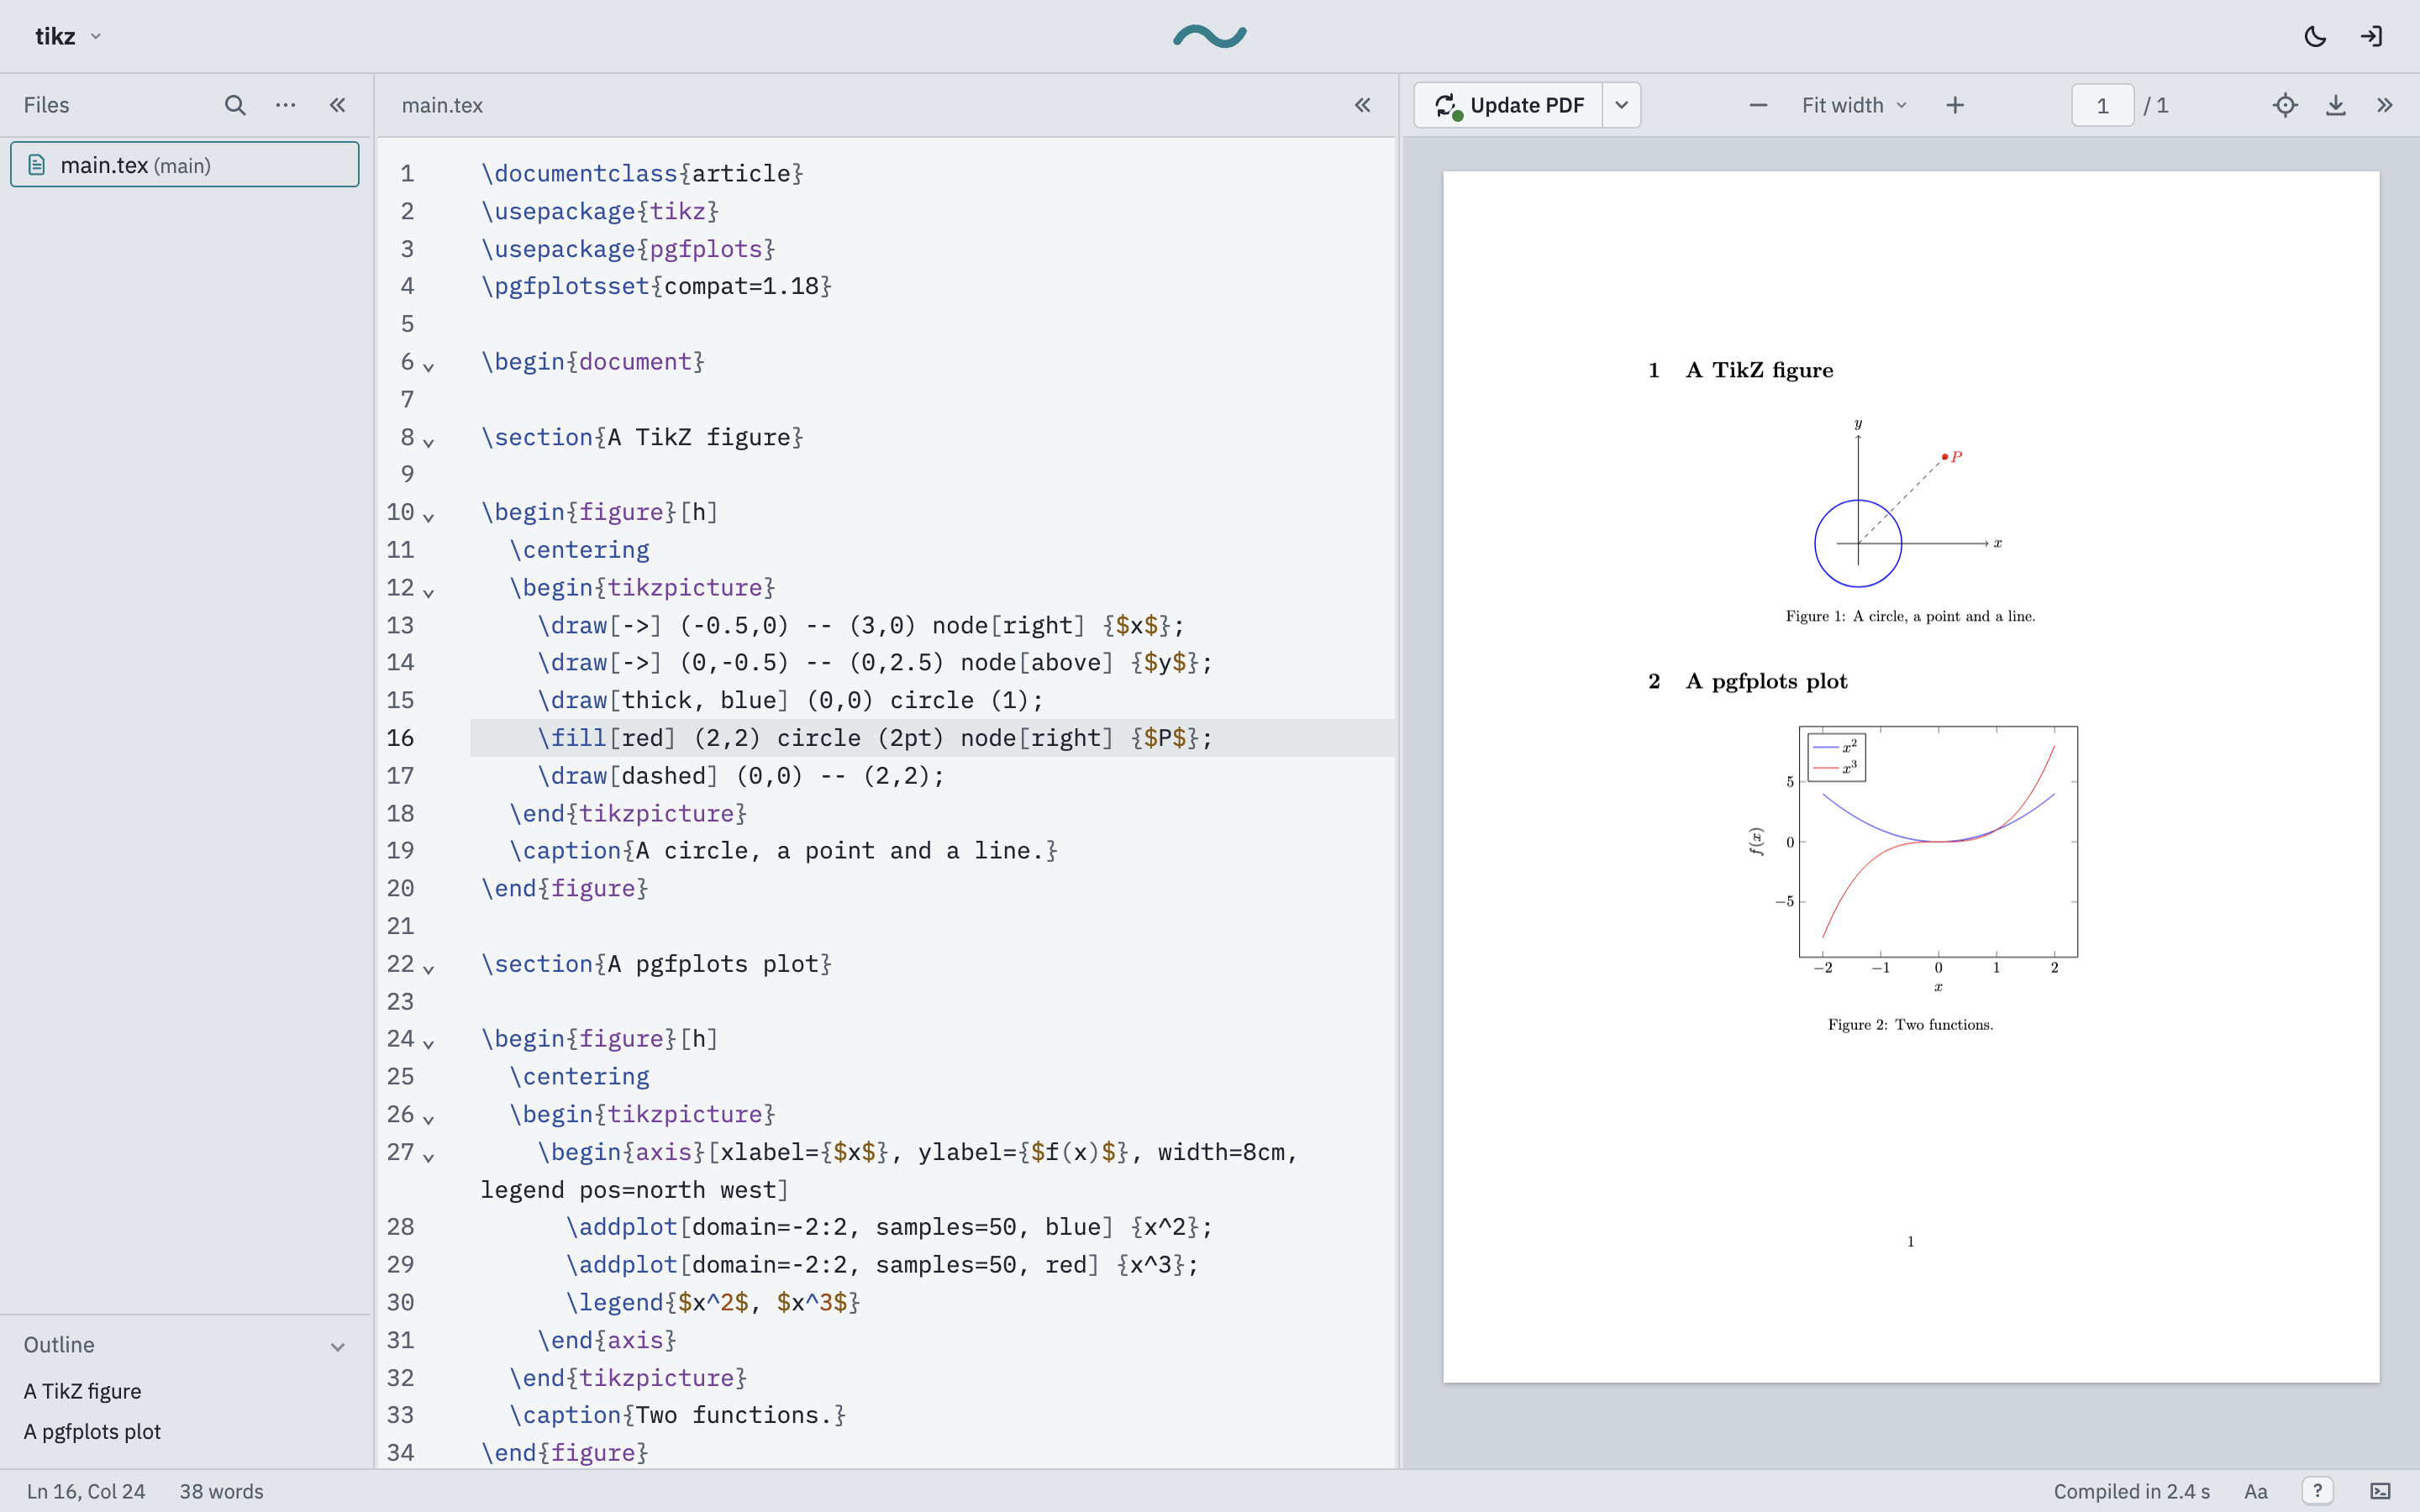 tikz
Files
main.tex (main)
Outline
A TikZ figure
A pgfplots plot
main.tex
1 \documentclass{article}
2 \usepackage{tikz}
3 \usepackage{pgfplots}
4 \pgfplotsset{compat=1.18}
5
6 \begin{document}
7
8 \section{A TikZ figure}
9
10 \begin{figure}[h]
11   \centering
12   \begin{tikzpicture}
13     \draw[->] (-0.5,0) -- (3,0) node[right] {$x$};
14     \draw[->] (0,-0.5) -- (0,2.5) node[above] {$y$};
15     \draw[thick, blue] (0,0) circle (1);
16     \fill[red] (2,2) circle (2pt) node[right] {$P$};
17     \draw[dashed] (0,0) -- (2,2);
18   \end{tikzpicture}
19   \caption{A circle, a point and a line.}
20 \end{figure}
21
22 \section{A pgfplots plot}
23
24 \begin{figure}[h]
25   \centering
26   \begin{tikzpicture}
27     \begin{axis}[xlabel={$x$}, ylabel={$f(x)$}, width=8cm,
legend pos=north west]
28       \addplot[domain=-2:2, samples=50, blue] {x^2};
29       \addplot[domain=-2:2, samples=50, red] {x^3};
30       \legend{$x^2$, $x^3$}
31     \end{axis}
32   \end{tikzpicture}
33   \caption{Two functions.}
34 \end{figure}
Update PDF
Fit width
1 / 1
1 A TikZ figure
y
P
x
Figure 1: A circle, a point and a line.
2 A pgfplots plot
x²
x³
5
0
−5
f(x)
−2 −1 0 1 2
x
Figure 2: Two functions.
1
Ln 16, Col 24 38 words
Compiled in 2.4 s Aa ?